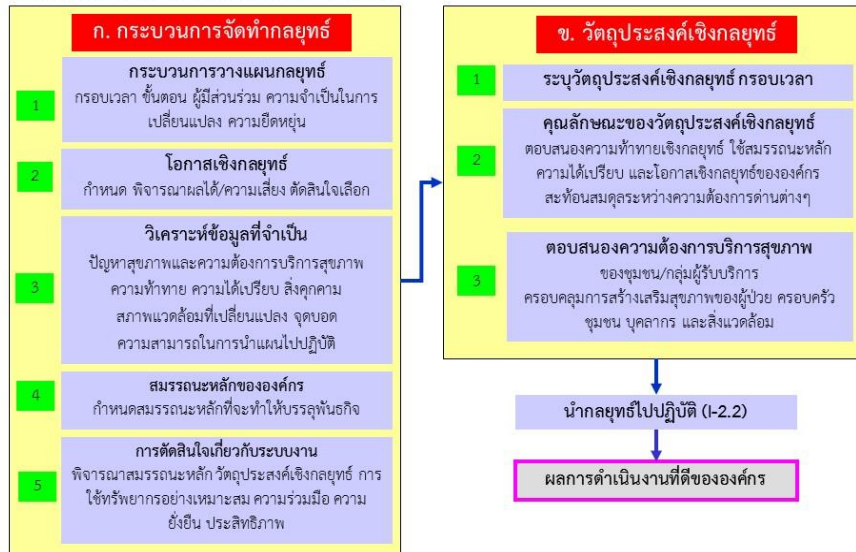 ก. กระบวนการจัดทำกลยุทธ์
1
กระบวนการวางแผนกลยุทธ์
กรอบเวลา ขั้นตอน ผู้มีส่วนร่วม ความจำเป็นในการ
เปลี่ยนแปลง ความยืดหยุ่น
2
โอกาสเชิงกลยุทธ์
กำหนด พิจารณาผลได้/ความเสี่ยง ตัดสินใจเลือก
3
วิเคราะห์ข้อมูลที่จำเป็น
ปัญหาสุขภาพและความต้องการบริการสุขภาพ
ความท้าทาย ความได้เปรียบ สิ่งคุกคาม
สภาพแวดล้อมที่เปลี่ยนแปลง จุดบอด
ความสามารถในการนำแผนไปปฏิบัติ
4
สมรรถนะหลักขององค์กร
กำหนดสมรรถนะหลักที่จะทำให้บรรลุพันธกิจ
5
การตัดสินใจเกี่ยวกับระบบงาน
พิจารณาสมรรถนะหลัก วัตถุประสงค์เชิงกลยุทธ์ การ
ใช้ทรัพยากรอย่างเหมาะสม ความร่วมมือ ความ
ยั่งยืน ประสิทธิภาพ
ข. วัตถุประสงค์เชิงกลยุทธ์
1
ระบุวัตถุประสงค์เชิงกลยุทธ์ กรอบเวลา
2
คุณลักษณะของวัตถุประสงค์เชิงกลยุทธ์
ตอบสนองความท้าทายเชิงกลยุทธ์ ใช้สมรรถนะหลัก
ความได้เปรียบ และโอกาสเชิงกลยุทธ์ขององค์กร
สะท้อนสมดุลระหว่างความต้องการด้านต่างๆ
3
ตอบสนองความต้องการบริการสุขภาพ
ของชุมชน/กลุ่มผู้รับบริการ
ครอบคลุมการสร้างเสริมสุขภาพของผู้ป่วย ครอบครัว
ชุมชน บุคลากร และสิ่งแวดล้อม
นำกลยุทธ์ไปปฏิบัติ (I-2.2)
ผลการดำเนินงานที่ดีขององค์กร